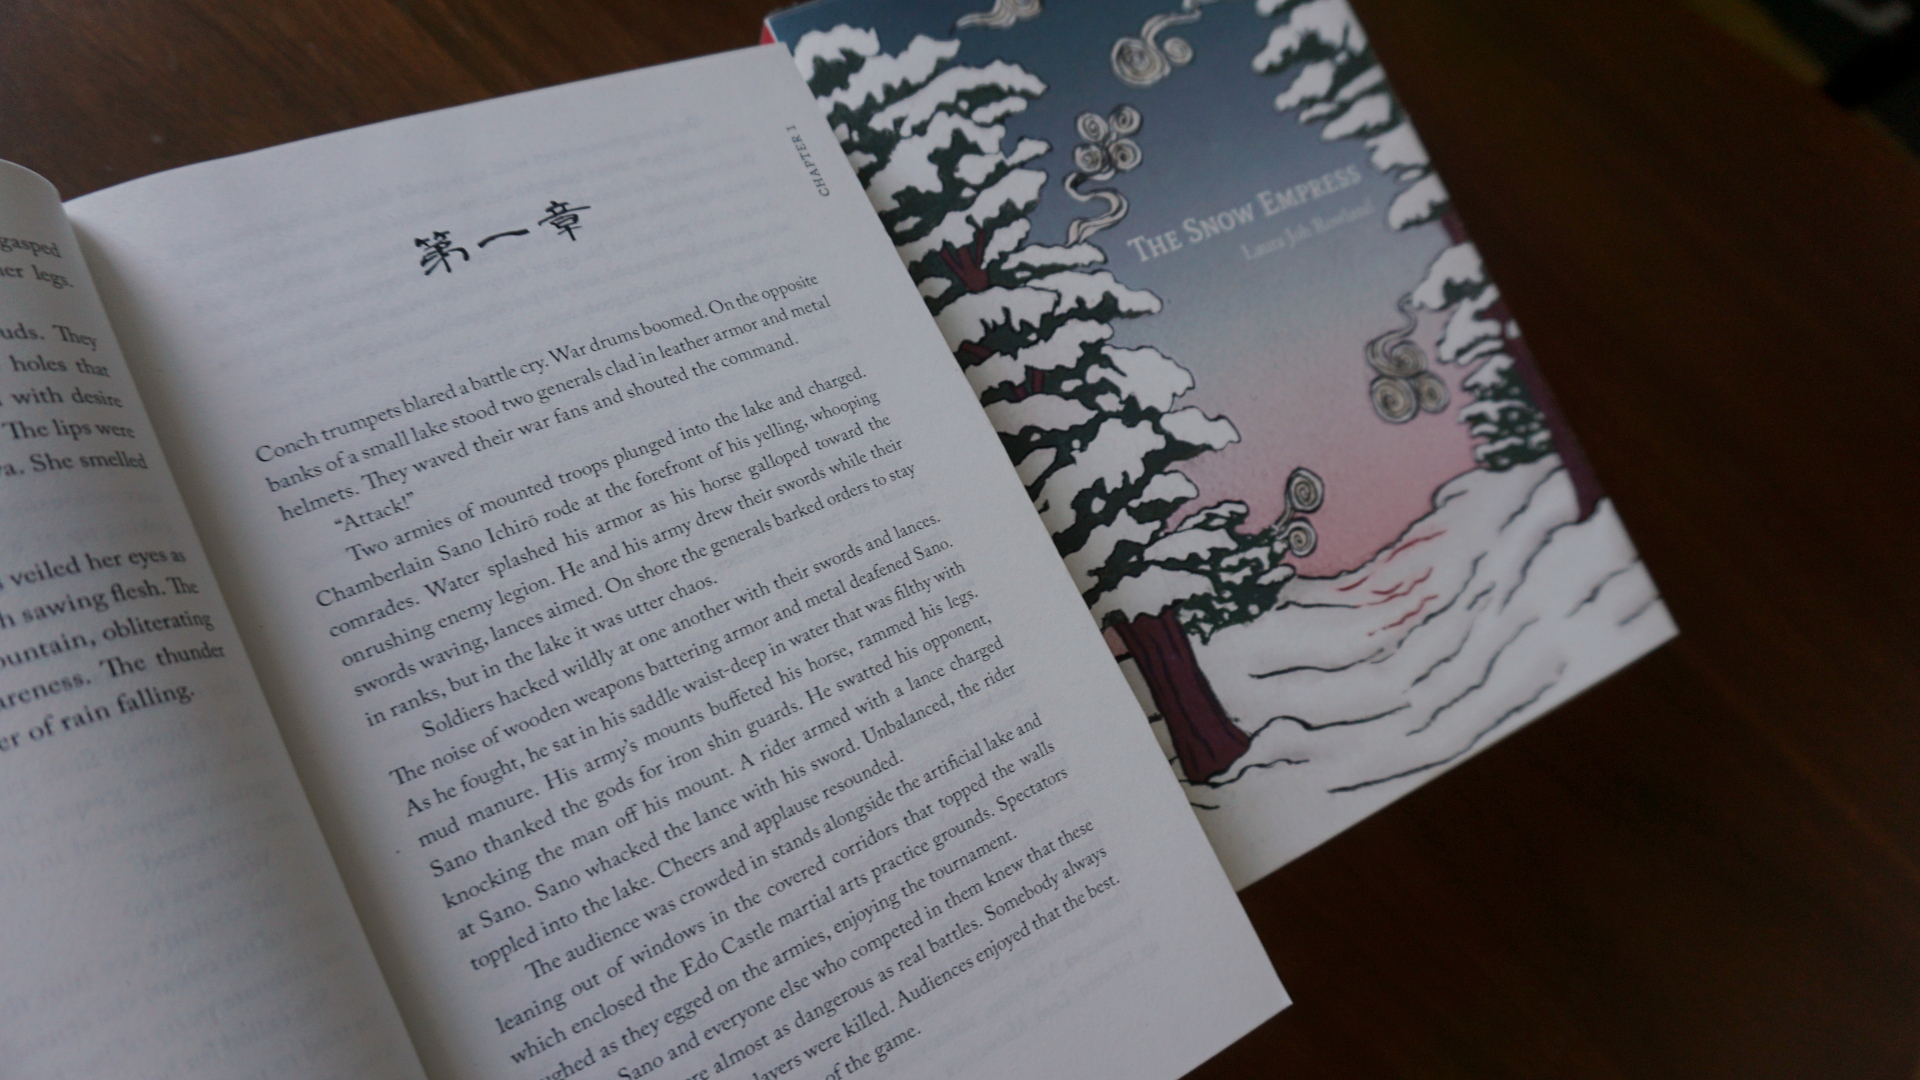 gasped
her legs.
They
holes that
with desire
The lips were
She smelled
veiled her eyes as
sawing flesh. The
obliterating
The thunder
of rain falling.
CHAPTER 1
第一章
Conch trumpets blared a battle cry. War drums boomed. On the opposite
banks of a small lake stood two generals clad in leather armor and metal
helmets. They waved their war fans and shouted the command.
“Attack!”
Two armies of mounted troops plunged into the lake and charged.
Chamberlain Sano Ichirō rode at the forefront of his yelling, whooping
comrades. Water splashed his armor as his horse galloped toward the
onrushing enemy legion. He and his army drew their swords while their
swords waving, lances aimed. On shore the generals barked orders to stay
in ranks, but in the lake it was utter chaos.
Soldiers hacked wildly at one another with their swords and lances.
The noise of wooden weapons battering armor and metal deafened Sano.
As he fought, he sat in his saddle waist-deep in water that was filthy with
mud manure. His army’s mounts buffeted his horse, rammed his legs.
Sano thanked the gods for iron shin guards. He swatted his opponent,
knocking the man off his mount. A rider armed with a lance charged
at Sano. Sano whacked the lance with his sword. Unbalanced, the rider
toppled into the lake. Cheers and applause resounded.
The audience was crowded in stands alongside the artificial lake and
leaning out of windows in the covered corridors that topped the walls
which enclosed the Edo Castle martial arts practice grounds. Spectators
as they egged on the armies, enjoying the tournament.
Sano and everyone else who competed in them knew that these
almost as dangerous as real battles. Somebody always
were killed. Audiences enjoyed that the best.
of the game.
THE SNOW EMPRESS
Laura Joh Rowland